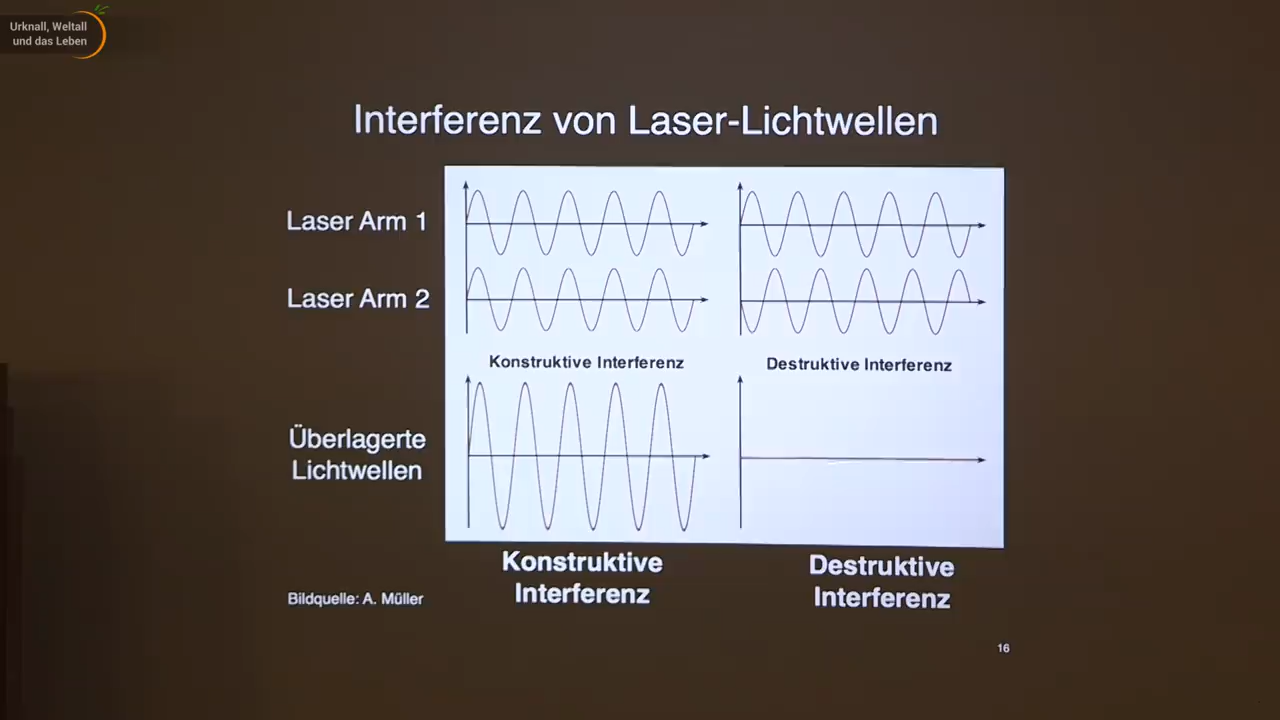 Urknall, Weltall
und das Leben
Interferenz von Laser-Lichtwellen
Laser Arm 1
Laser Arm 2
Konstruktive Interferenz
Destruktive Interferenz
Überlagerte
Lichtwellen
Konstruktive
Interferenz
Destruktive
Interferenz
Bildquelle: A. Müller
16